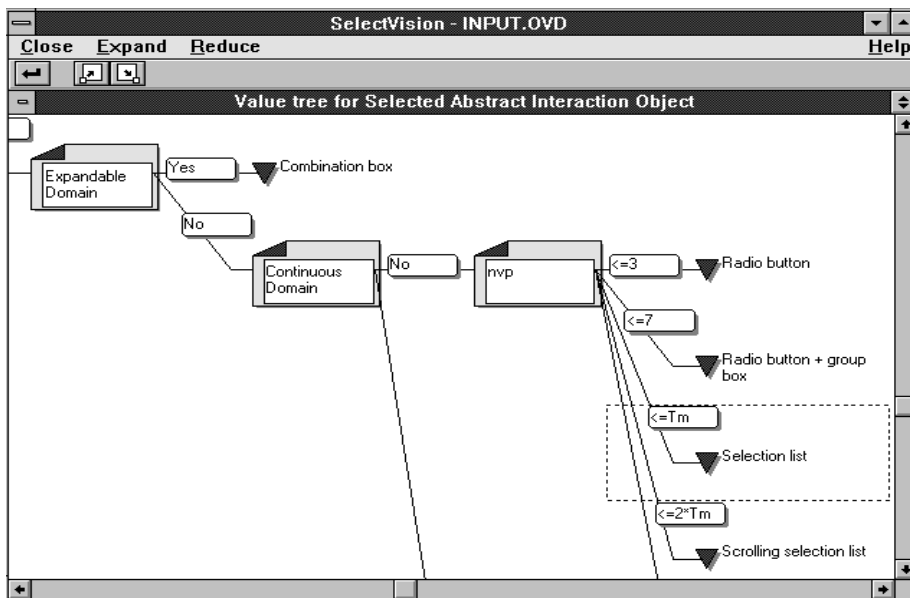 SelectVision - INPUT.OVD
Close Expand Reduce Help
Value tree for Selected Abstract Interaction Object
Expandable
Domain
Yes
Combination box
No
Continuous
Domain
No
nvp
<=3
Radio button
<=7
Radio button + group
box
<=Tm
Selection list
<=2*Tm
Scrolling selection list